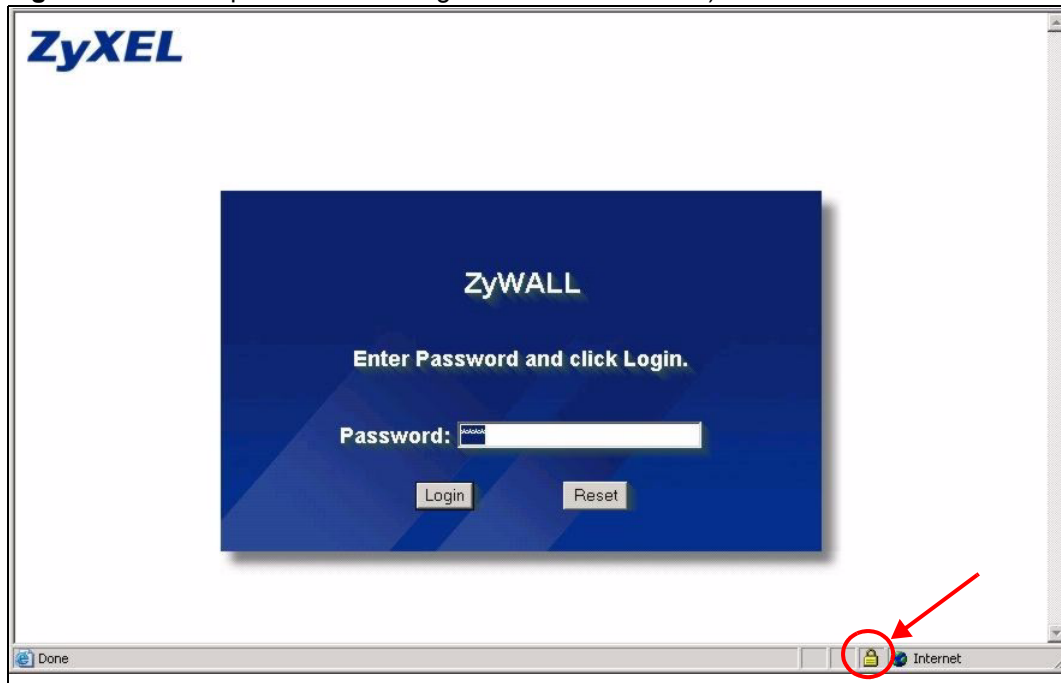 ZyXEL
ZyWALL
Enter Password and click Login.
Password: ****
Login Reset
Done Internet